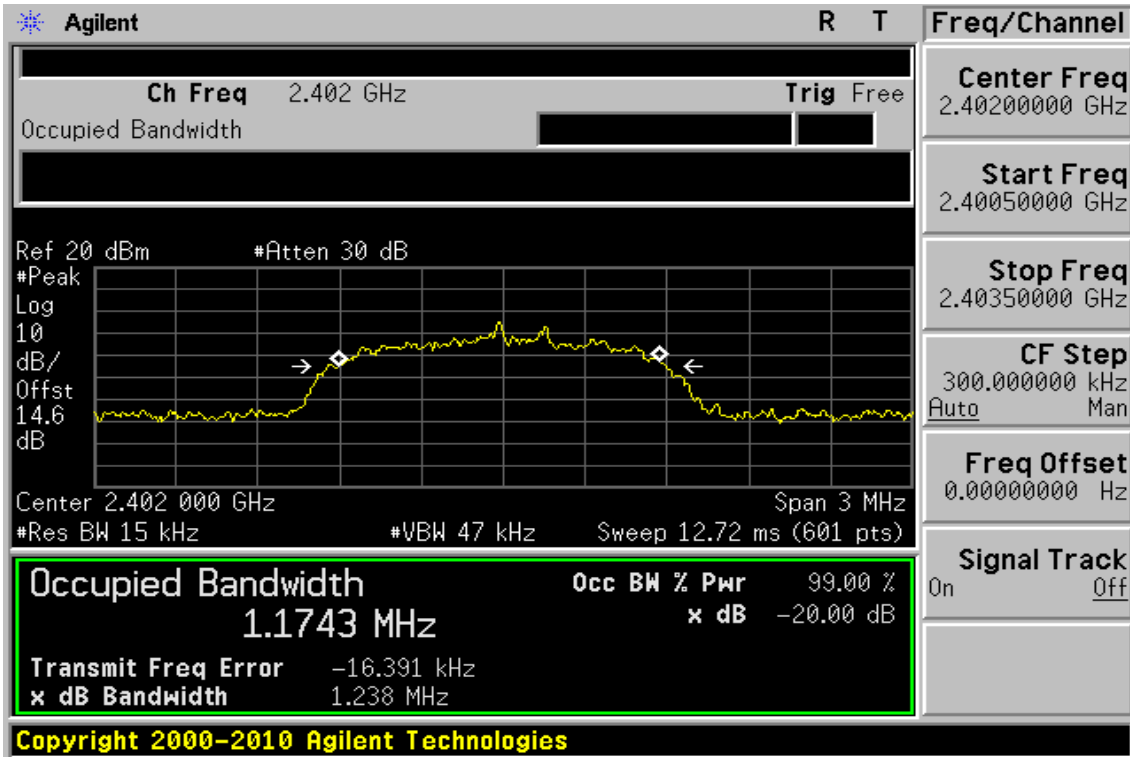 Agilent R T
Freq/Channel
Ch Freq 2.402 GHz Trig Free
Occupied Bandwidth
Center Freq
2.40200000 GHz
Start Freq
2.40050000 GHz
Stop Freq
2.40350000 GHz
CF Step
300.000000 kHz
Auto Man
Freq Offset
0.00000000 Hz
Signal Track
On Off
Ref 20 dBm #Atten 30 dB
#Peak
Log
10
dB/
Offst
14.6
dB
Center 2.402 000 GHz Span 3 MHz
#Res BW 15 kHz #VBW 47 kHz Sweep 12.72 ms (601 pts)
Occupied Bandwidth
1.1743 MHz
Occ BW % Pwr 99.00 %
x dB -20.00 dB
Transmit Freq Error -16.391 kHz
x dB Bandwidth 1.238 MHz
Copyright 2000-2010 Agilent Technologies